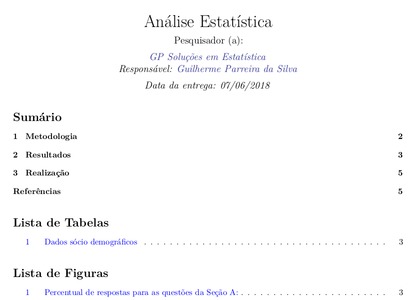 Análise Estatística
Pesquisador (a):
GP Soluções em Estatística
Responsável: Guilherme Parreira da Silva
Data da entrega: 07/06/2018
Sumário
1 Metodologia 2
2 Resultados 3
3 Realização 5
Referências 5
Lista de Tabelas
1 Dados sócio demográficos . . . . . . . . . . . . . . . . . . . . . . . . . . . . . . . . . . . . . 3
Lista de Figuras
1 Percentual de respostas para as questões da Seção A: . . . . . . . . . . . . . . . . . . . . . . 3